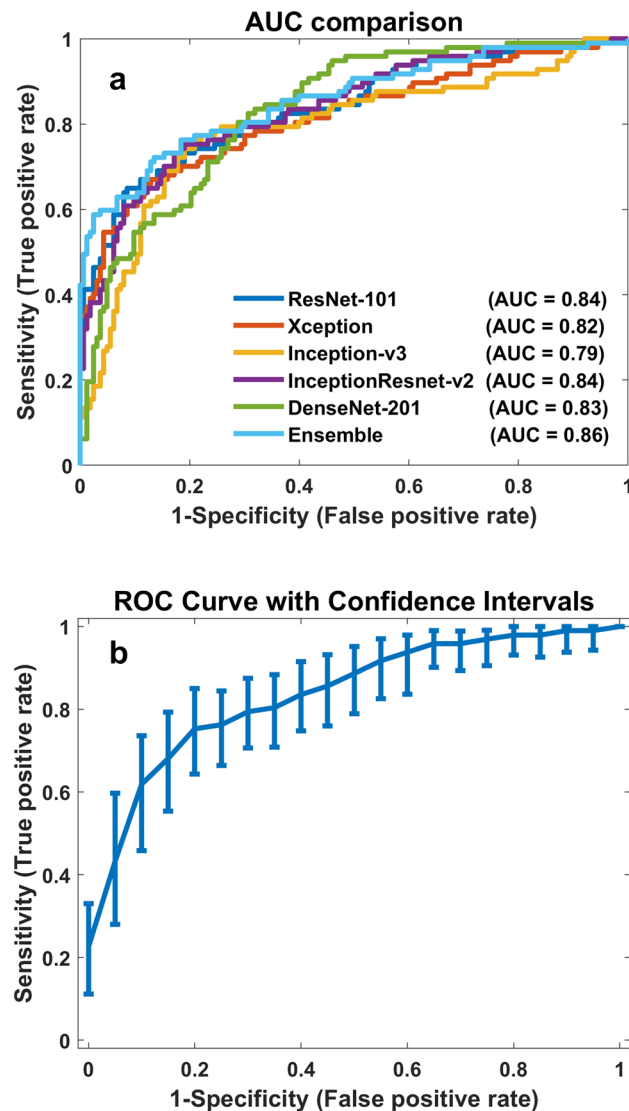 AUC comparison
a
1
0.8
0.6
0.4
0.2
0
Sensitivity (True positive rate)
ResNet-101 (AUC = 0.84)
Xception (AUC = 0.82)
Inception-v3 (AUC = 0.79)
InceptionResnet-v2 (AUC = 0.84)
DenseNet-201 (AUC = 0.83)
Ensemble (AUC = 0.86)
0 0.2 0.4 0.6 0.8 1
1-Specificity (False positive rate)
ROC Curve with Confidence Intervals
b
1
0.8
0.6
0.4
0.2
0
Sensitivity (True positive rate)
0 0.2 0.4 0.6 0.8 1
1-Specificity (False positive rate)